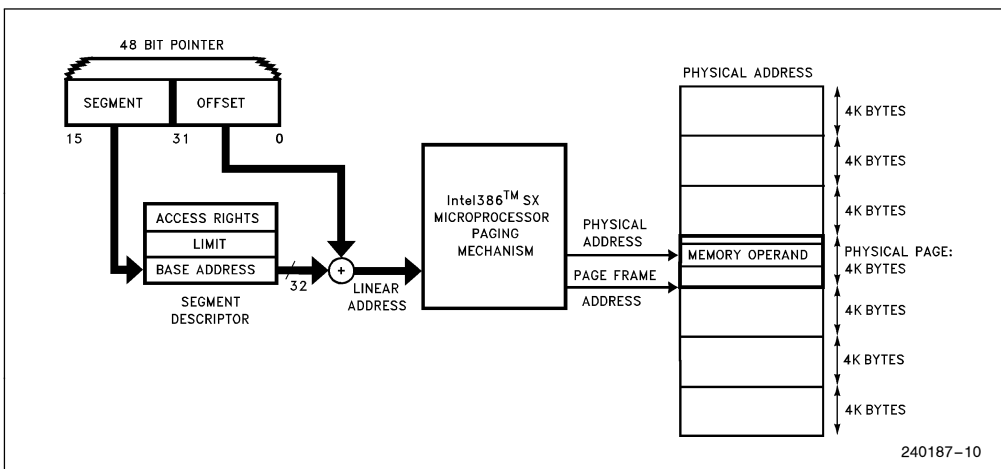 48 BIT POINTER
SEGMENT
OFFSET
15
31
0
ACCESS RIGHTS
LIMIT
BASE ADDRESS
32
SEGMENT
DESCRIPTOR
+
LINEAR
ADDRESS
Intel386™ SX
MICROPROCESSOR
PAGING
MECHANISM
PHYSICAL
ADDRESS
PAGE FRAME
ADDRESS
PHYSICAL ADDRESS
4K BYTES
4K BYTES
4K BYTES
MEMORY OPERAND
PHYSICAL PAGE:
4K BYTES
4K BYTES
4K BYTES
4K BYTES
240187–10